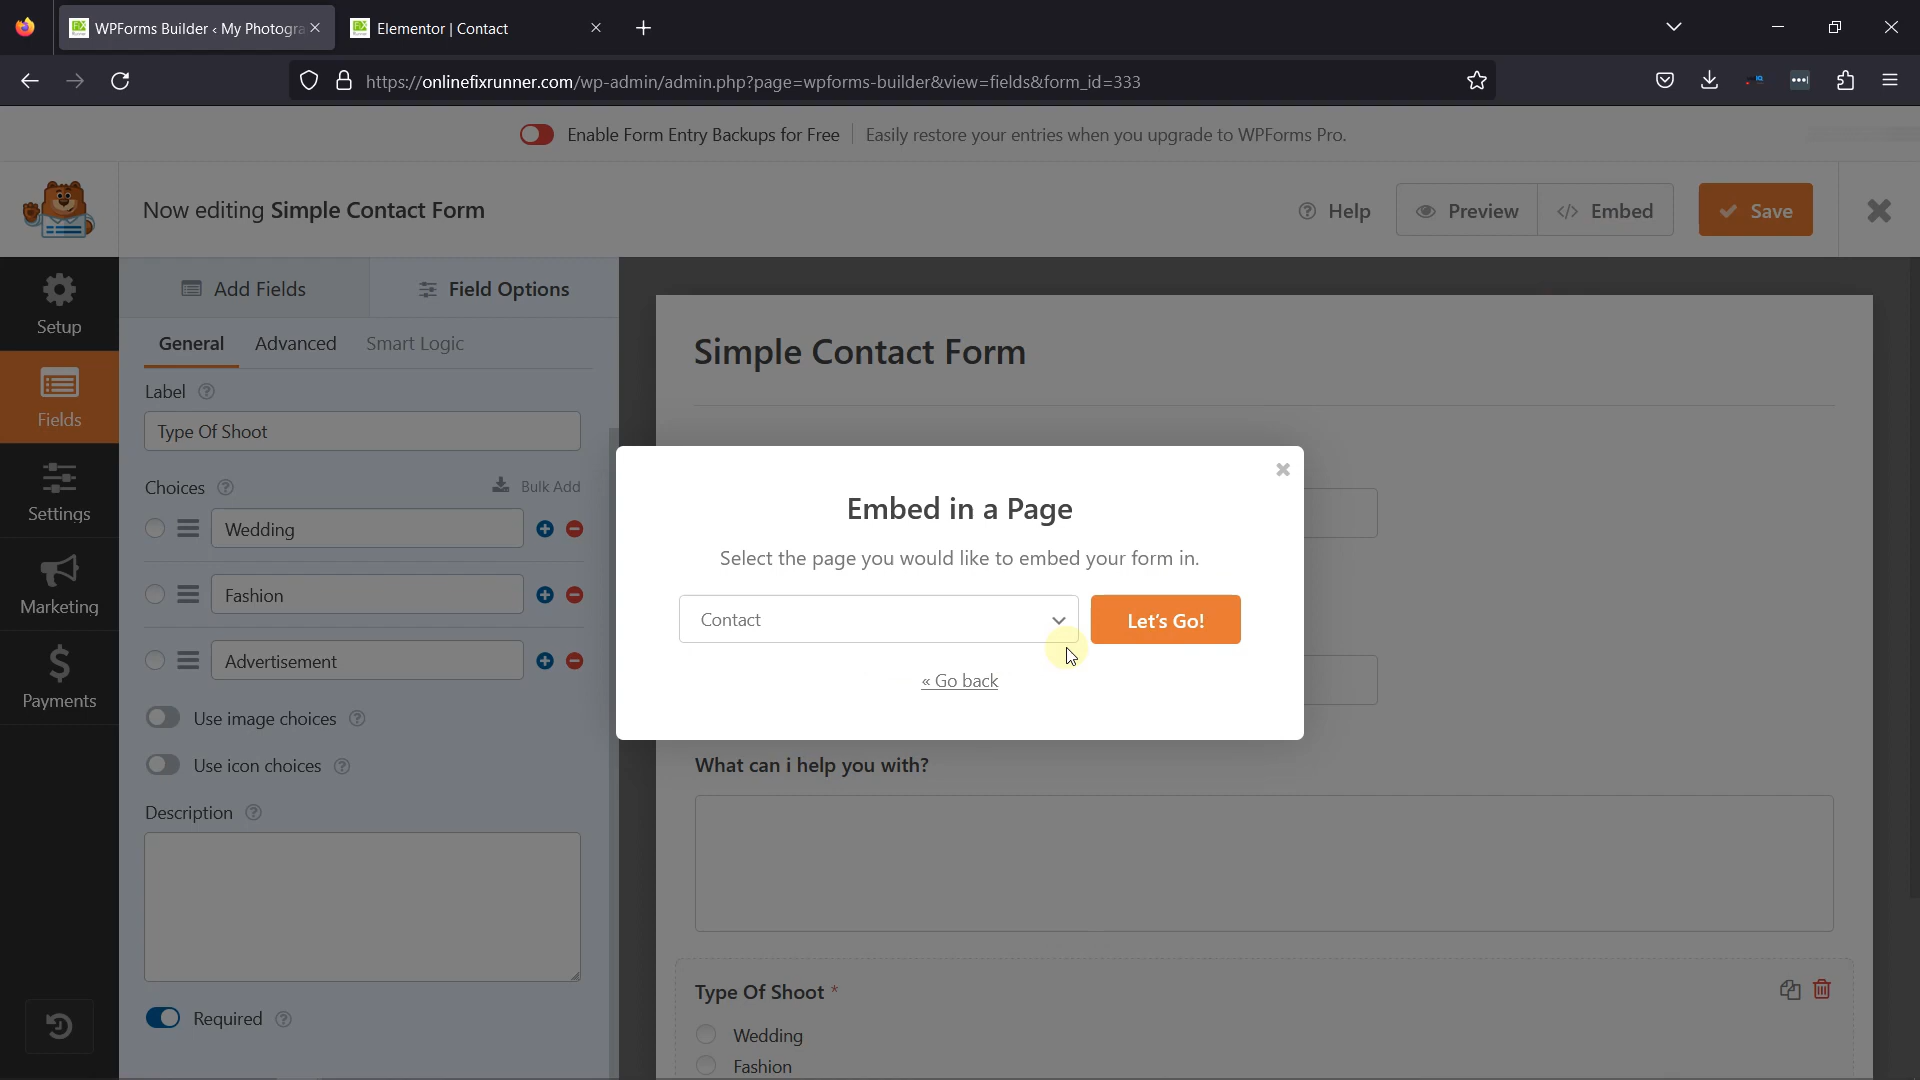 WPForms Builder ‹ My Photogra
Elementor | Contact
https://onlinefixrunner.com/wp-admin/admin.php?page=wpforms-builder&view=fields&form_id=333
Enable Form Entry Backups for Free
Easily restore your entries when you upgrade to WPForms Pro.
Now editing Simple Contact Form
Help
Preview
Embed
Save
Setup
Fields
Settings
Marketing
Payments
Add Fields
Field Options
General
Advanced
Smart Logic
Label
Type Of Shoot
Choices
Bulk Add
Wedding
Fashion
Advertisement
Use image choices
Use icon choices
Description
Required
Simple Contact Form
Embed in a Page
Select the page you would like to embed your form in.
Contact
Let's Go!
« Go back
What can i help you with?
Type Of Shoot *
Wedding
Fashion